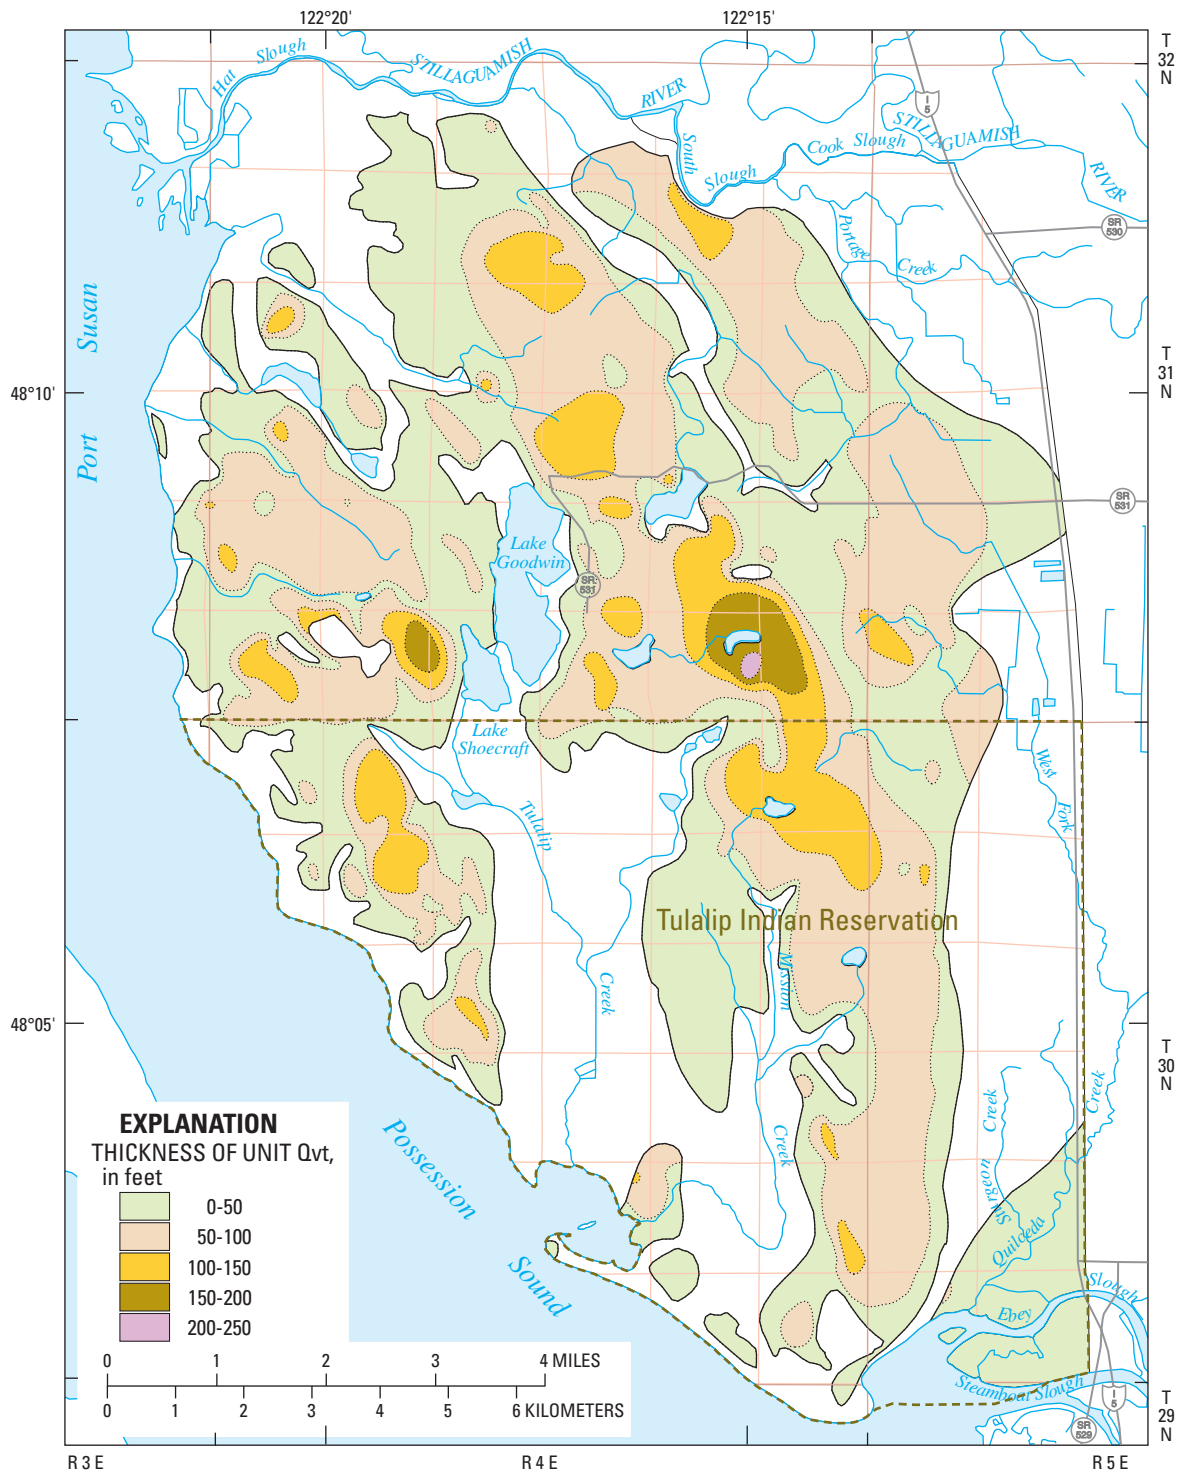 122°20'
122°15'
T
32
N
Hat
Slough
STILLAGUAMISH
RIVER
I
5
South
Slough
Cook Slough
STILLAGUAMISH
RIVER
SR
530
Portage
Creek
Port
Susan
T
31
N
48°10'
SR
531
Lake
Goodwin
SR
531
Lake
Shoecraft
West
Fork
Tulalip
Creek
Tulalip Indian Reservation
Mission
Creek
48°05'
T
30
N
Creek
Sturgeon
Creek
Quilceda
Possession
Sound
Ebey
Slough
Steamboat Slough
I
5
SR
529
T
29
N
EXPLANATION
THICKNESS OF UNIT Qvt,
in feet
0-50
50-100
100-150
150-200
200-250
0 1 2 3 4 MILES
0 1 2 3 4 5 6 KILOMETERS
R 3 E
R 4 E
R 5 E